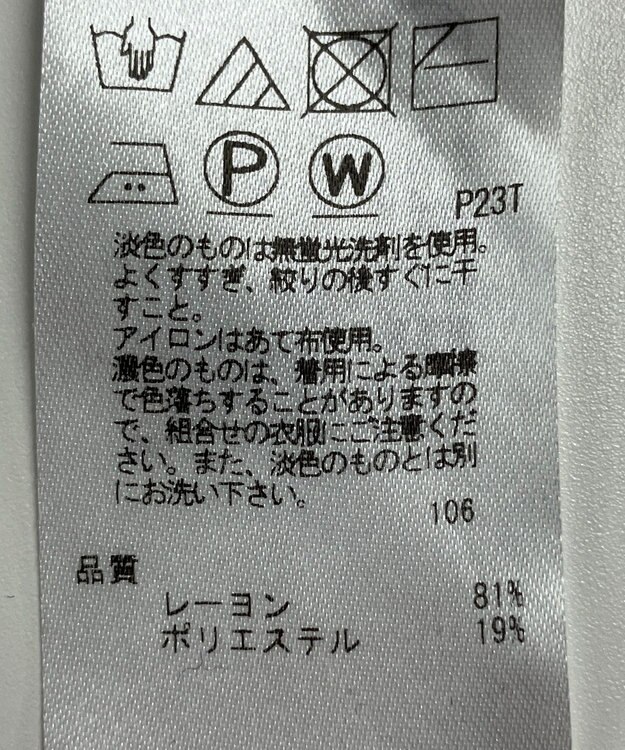 P W
P23T
淡色のものは無蛍光洗剤を使用。
よくすすぎ、絞りの後すぐに干
すこと。
アイロンはあて布使用。
濃色のものは、着用による摩擦
で色落ちすることがありますの
で、組合せの衣服にご注意くだ
さい。また、淡色のものとは別
にお洗い下さい。
106
品質
レーヨン 81%
ポリエステル 19%